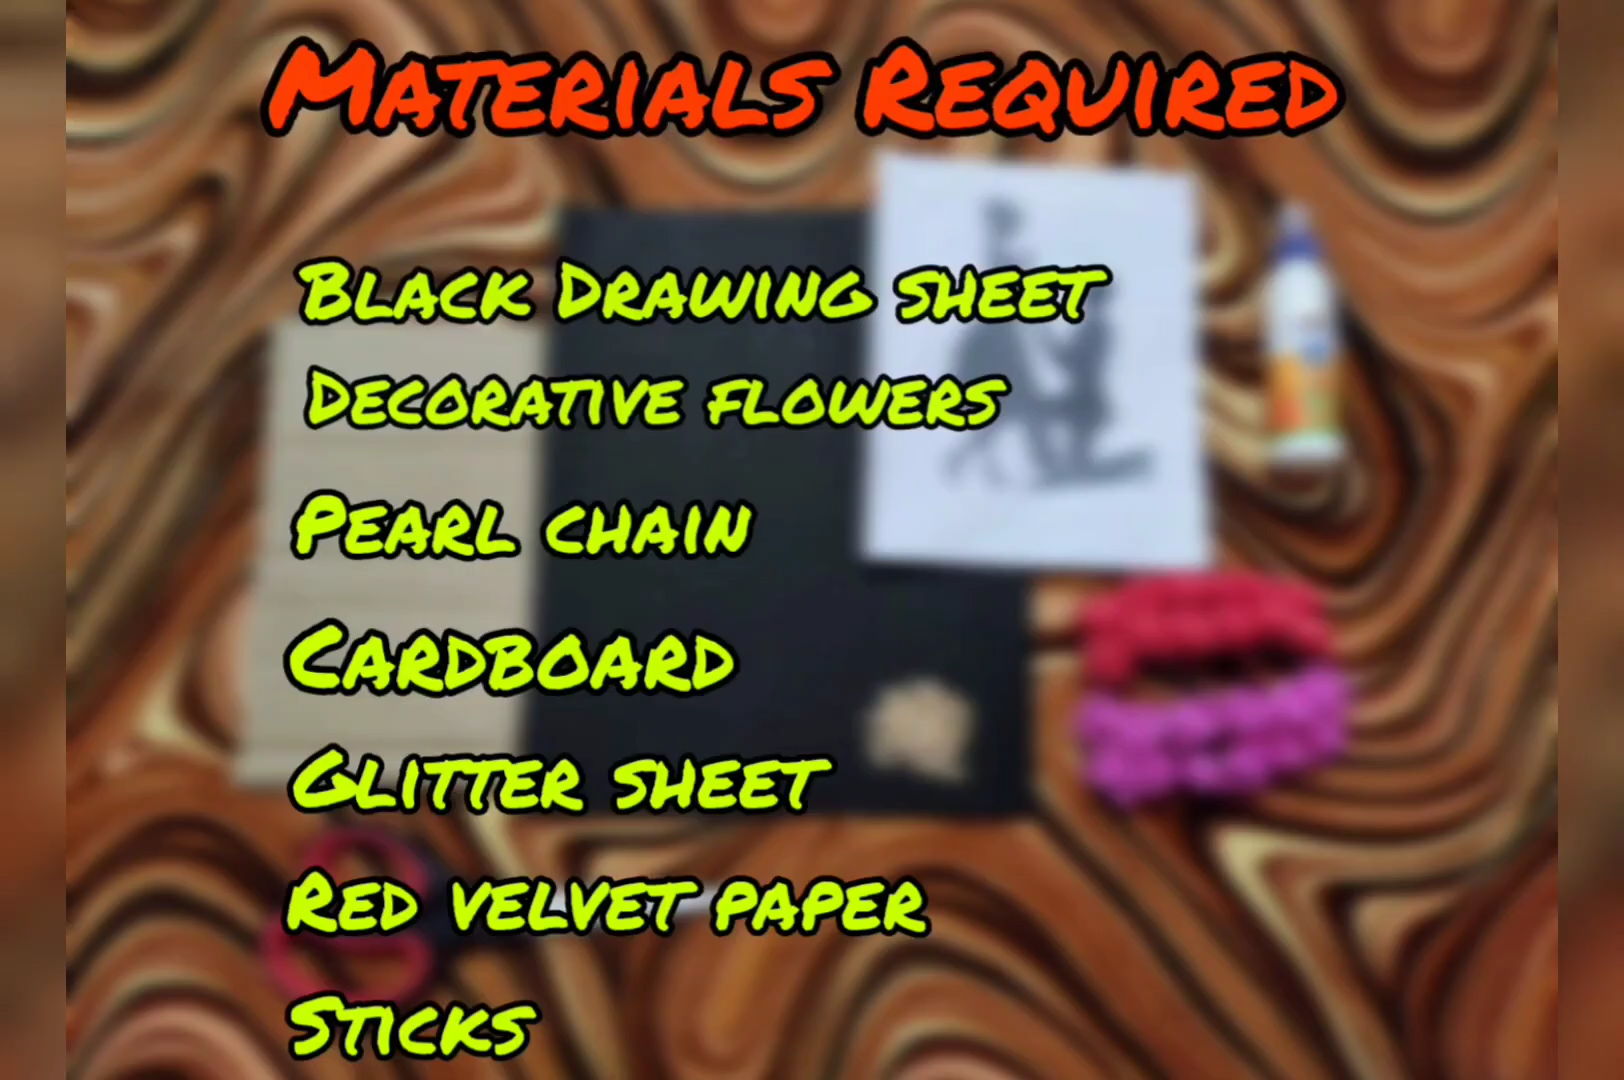 Materials Required
Black Drawing sheet
Decorative flowers
Pearl chain
Cardboard
Glitter sheet
Red velvet paper
Sticks